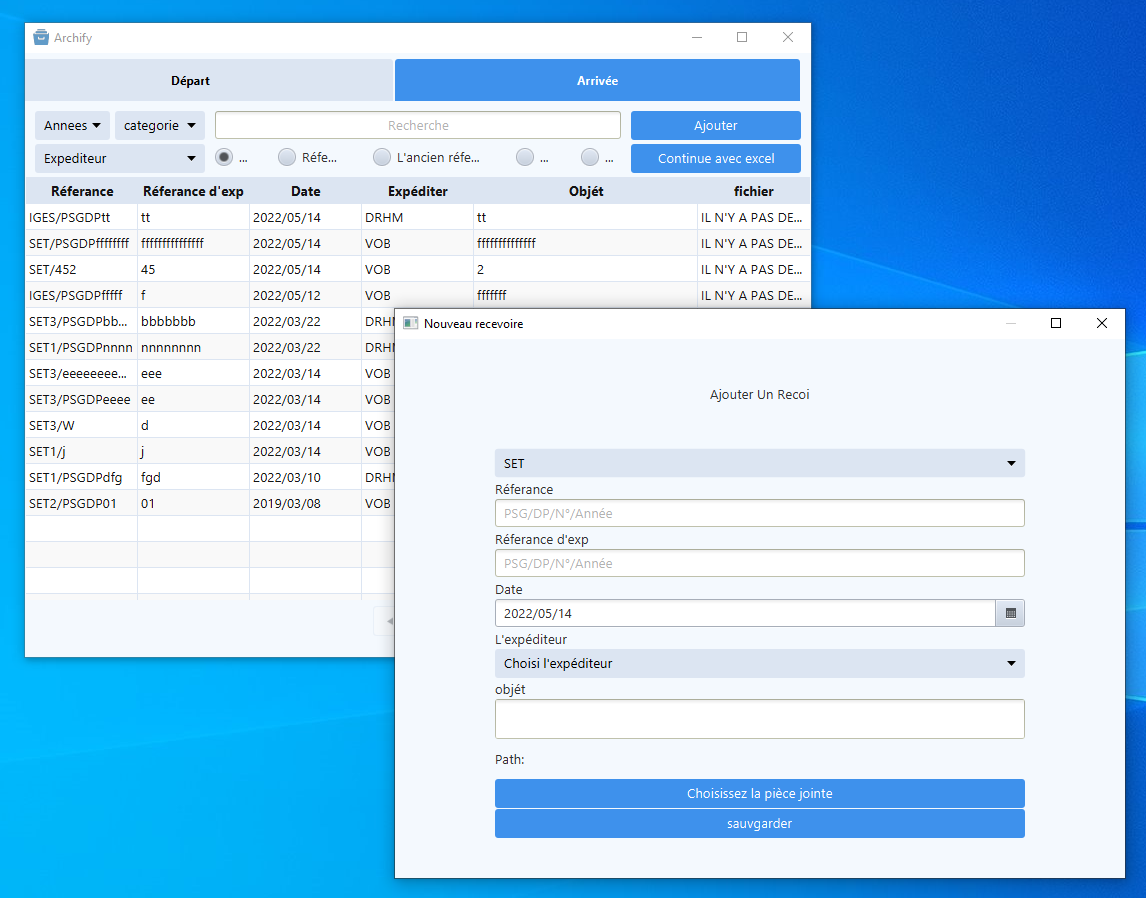 Archify
Départ Arrivée
Annees categorie Recherche Ajouter
Expediteur ... Réfe... L'ancien réfe... ... ... Continue avec excel
Réferance Réferance d'exp Date Expéditer Objét fichier
IGES/PSGDPtt tt 2022/05/14 DRHM tt IL N'Y A PAS DE...
SET/PSGDPffffffff fffffffffffffff 2022/05/14 VOB ffffffffffffff IL N'Y A PAS DE...
SET/452 45 2022/05/14 VOB 2 IL N'Y A PAS DE...
IGES/PSGDPfffff f 2022/05/12 VOB fffffff IL N'Y A PAS DE...
SET3/PSGDPbb... bbbbbbb 2022/03/22 DRHM
SET1/PSGDPnnnn nnnnnnnn 2022/03/22 DRHM
SET3/eeeeeeee... eee 2022/03/14 VOB
SET3/PSGDPeeee ee 2022/03/14 VOB
SET3/W d 2022/03/14 VOB
SET1/j j 2022/03/14 VOB
SET1/PSGDPdfg fgd 2022/03/10 DRHM
SET2/PSGDP01 01 2019/03/08 VOB
Nouveau recevoire
Ajouter Un Recoi
SET
Réferance
PSG/DP/N°/Année
Réferance d'exp
PSG/DP/N°/Année
Date
2022/05/14
L'expéditeur
Choisi l'expéditeur
objét
Path:
Choisissez la pièce jointe
sauvgarder